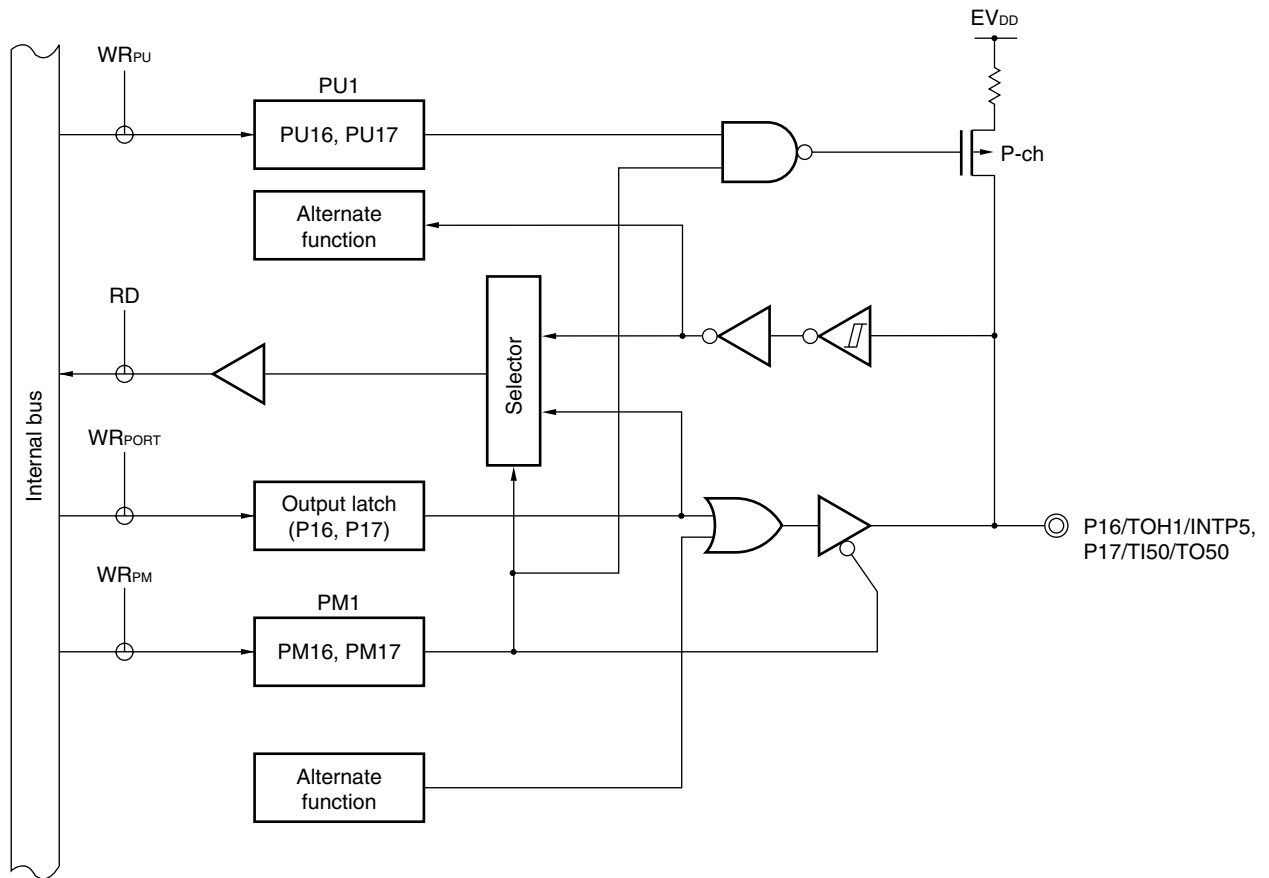 EVDD
WRPU
PU1
PU16, PU17
P-ch
Alternate
function
RD
Selector
Internal bus
WRPORT
Output latch
(P16, P17)
P16/TOH1/INTP5,
P17/TI50/TO50
WRPM
PM1
PM16, PM17
Alternate
function